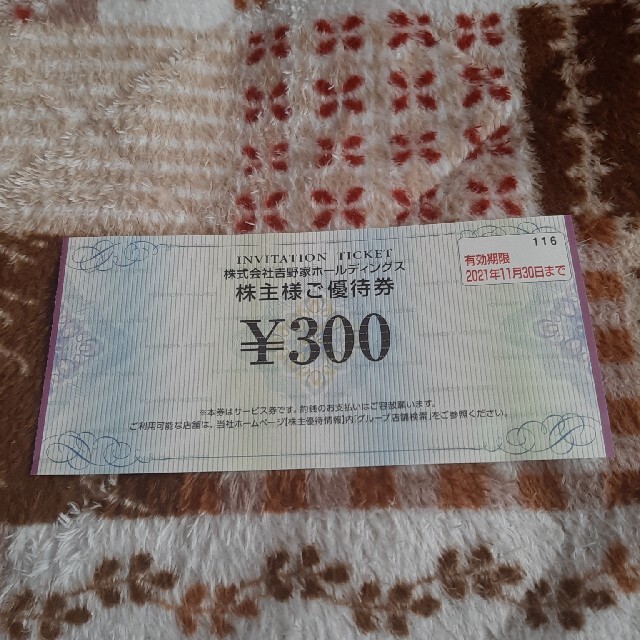 INVITATION TICKET
株式会社吉野家ホールディングス
株主様ご優待券
¥300
116
有効期限
2021年11月30日まで
※本券はサービス券です。釣銭のお支払いはご容赦願います。
ご利用可能な店舗は、当社ホームページ[株主優待情報]内『グループ店舗検索』をご参照ください。